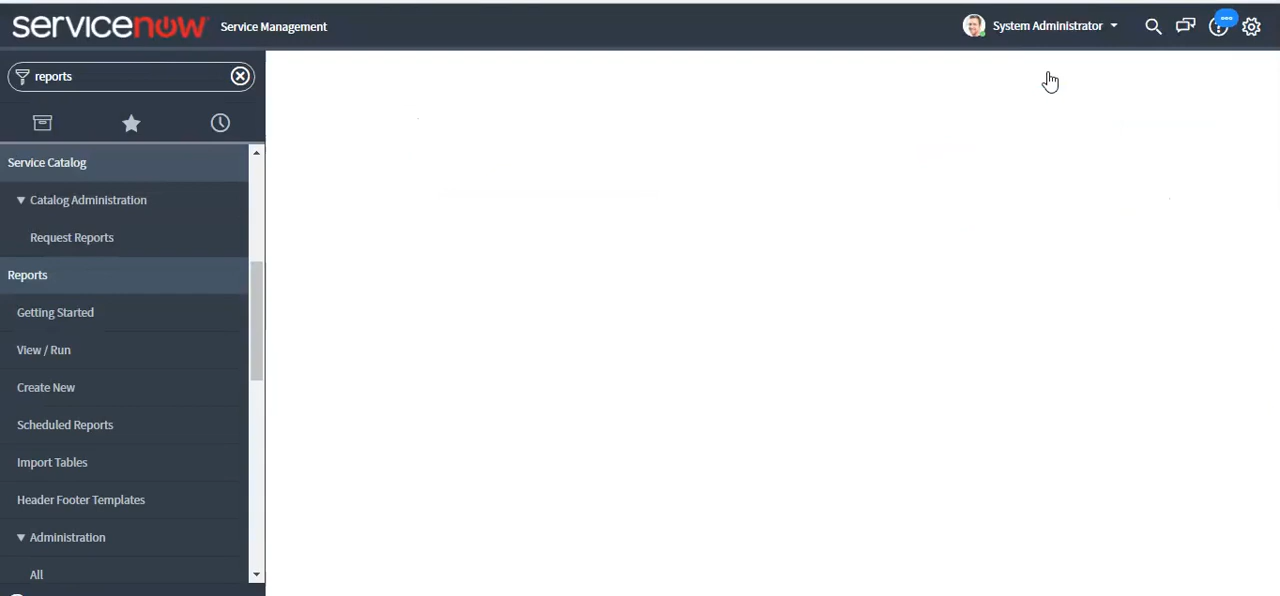 servicenow Service Management System Administrator
reports
Service Catalog
Catalog Administration
Request Reports
Reports
Getting Started
View / Run
Create New
Scheduled Reports
Import Tables
Header Footer Templates
Administration
All